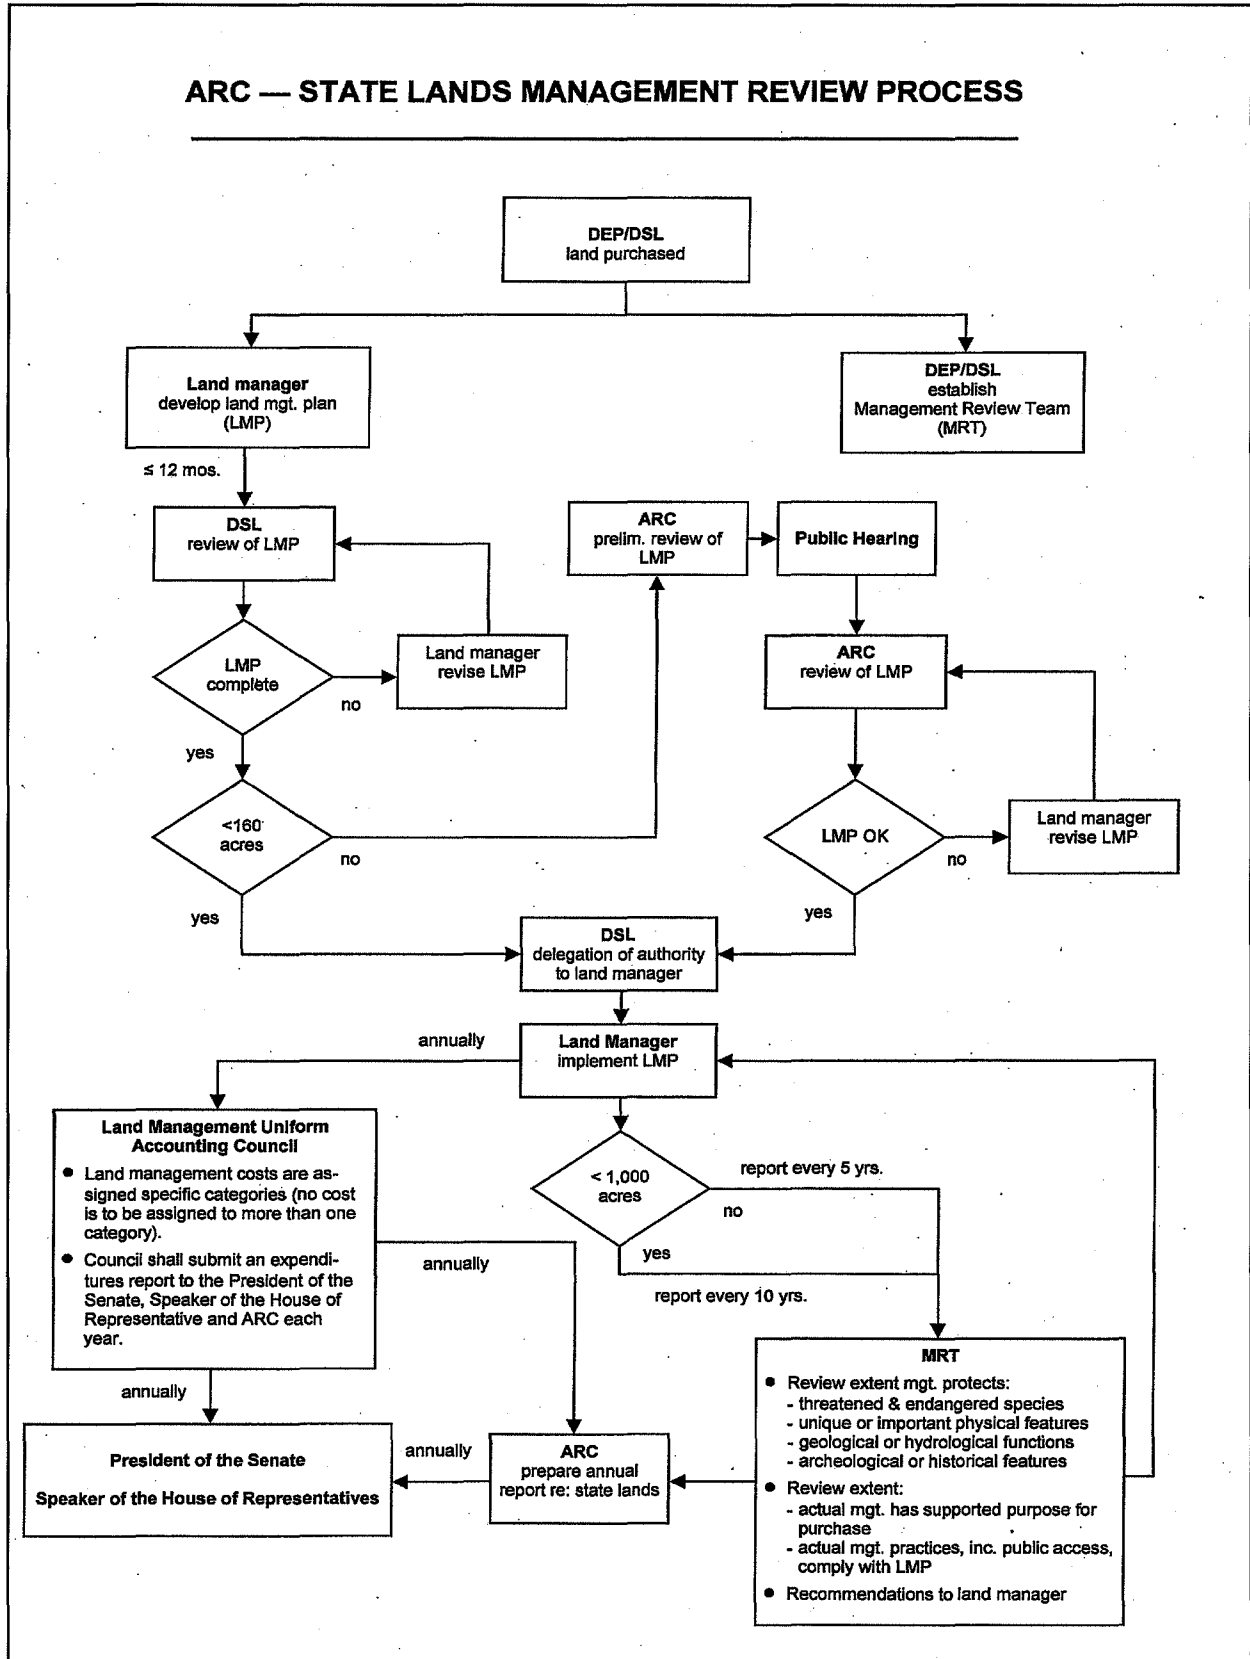 ARC — STATE LANDS MANAGEMENT REVIEW PROCESS
DEP/DSL
land purchased
Land manager
develop land mgt. plan
(LMP)
DEP/DSL
establish
Management Review Team
(MRT)
≤ 12 mos.
DSL
review of LMP
ARC
prelim. review of
LMP
Public Hearing
LMP
complete
no
Land manager
revise LMP
ARC
review of LMP
yes
<160
acres
no
LMP OK
no
Land manager
revise LMP
yes
yes
DSL
delegation of authority
to land manager
annually
Land Manager
implement LMP
Land Management Uniform
Accounting Council
● Land management costs are as-
signed specific categories (no cost
is to be assigned to more than one
category).
● Council shall submit an expendi-
tures report to the President of the
Senate, Speaker of the House of
Representative and ARC each
year.
< 1,000
acres
report every 5 yrs.
no
yes
report every 10 yrs.
annually
annually
President of the Senate
Speaker of the House of Representatives
annually
ARC
prepare annual
report re: state lands
MRT
● Review extent mgt. protects:
- threatened & endangered species
- unique or important physical features
- geological or hydrological functions
- archeological or historical features
● Review extent:
- actual mgt. has supported purpose for
purchase
- actual mgt. practices, inc. public access,
comply with LMP
● Recommendations to land manager